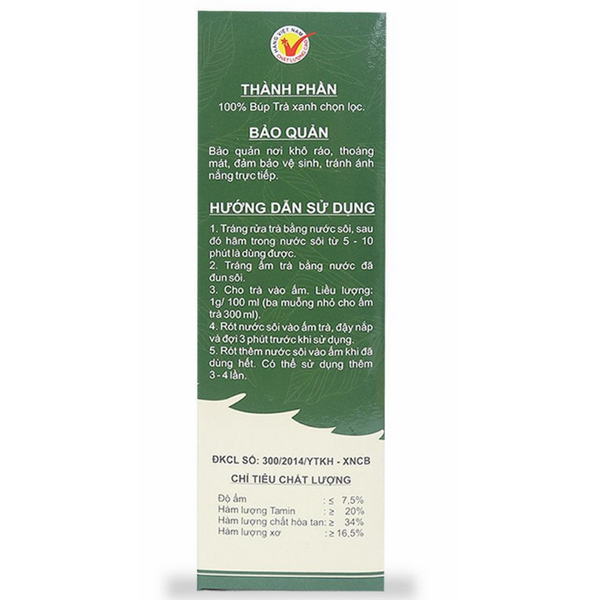 HÀNG VIỆT NAM
CHẤT LƯỢNG CAO
THÀNH PHẦN
100% Búp Trà xanh chọn lọc.
BẢO QUẢN
Bảo quản nơi khô ráo, thoáng
mát, đảm bảo vệ sinh, tránh ánh
nắng trực tiếp.
HƯỚNG DẪN SỬ DỤNG
1. Tráng rửa trà bằng nước sôi, sau
đó hãm trong nước sôi từ 5 - 10
phút là dùng được.
2. Tráng ấm trà bằng nước đã
đun sôi.
3. Cho trà vào ấm. Liều lượng:
1g/ 100 ml (ba muỗng nhỏ cho ấm
trà 300 ml).
4. Rót nước sôi vào ấm trà, đậy nắp
và đợi 3 phút trước khi sử dụng.
5. Rót thêm nước sôi vào ấm khi đã
dùng hết. Có thể sử dụng thêm
3 - 4 lần.
ĐKCL SỐ: 300/2014/YTKH - XNCB
CHỈ TIÊU CHẤT LƯỢNG
Độ ẩm : ≤ 7,5%
Hàm lượng Tamin : ≥ 20%
Hàm lượng chất hòa tan: ≥ 34%
Hàm lượng xơ : ≥ 16,5%